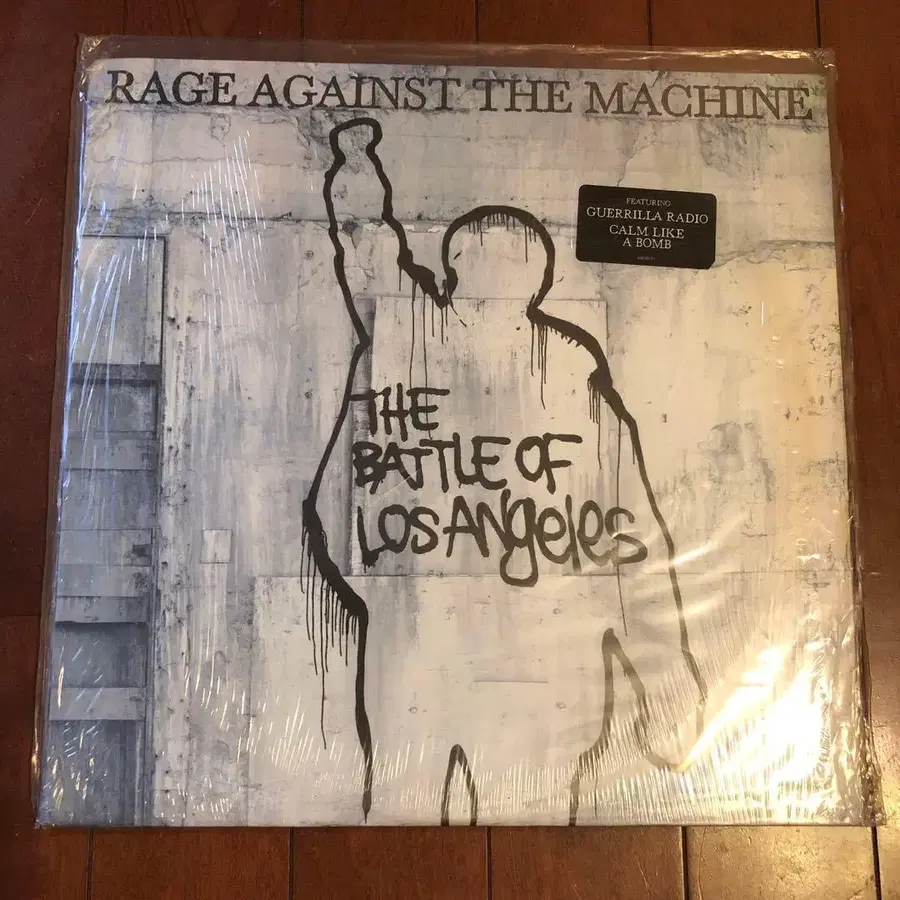 RAGE AGAINST THE MACHINE
FEATURING
GUERRILLA RADIO
CALM LIKE
A BOMB
THE
BATTLE OF
LOS ANGELES